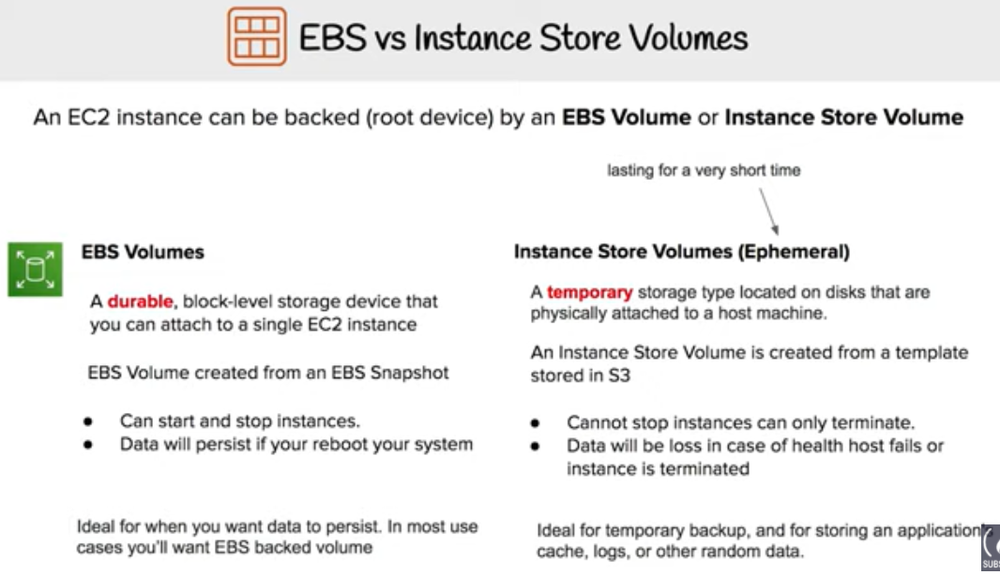 EBS vs Instance Store Volumes
An EC2 instance can be backed (root device) by an EBS Volume or Instance Store Volume
lasting for a very short time
EBS Volumes
A durable, block-level storage device that
you can attach to a single EC2 instance
EBS Volume created from an EBS Snapshot
● Can start and stop instances.
● Data will persist if your reboot your system
Ideal for when you want data to persist. In most use
cases you'll want EBS backed volume
Instance Store Volumes (Ephemeral)
A temporary storage type located on disks that are
physically attached to a host machine.
An Instance Store Volume is created from a template
stored in S3
● Cannot stop instances can only terminate.
● Data will be loss in case of health host fails or
instance is terminated
Ideal for temporary backup, and for storing an application's
cache, logs, or other random data.